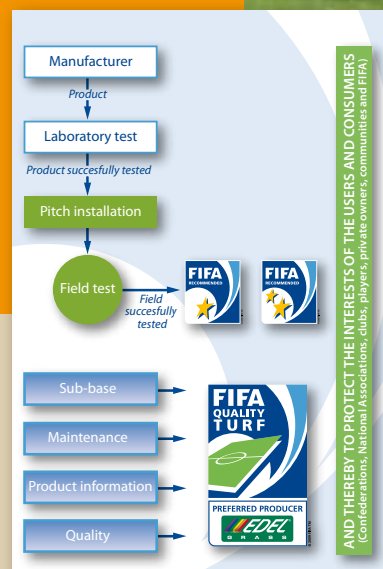 Manufacturer
Product
Laboratory test
Product succesfully tested
Pitch installation
Field test
Field
succesfully
tested
FIFA
RECOMMENDED
FIFA
RECOMMENDED
Sub-base
Maintenance
Product information
Quality
FIFA
QUALITY
TURF
PREFERRED PRODUCER
EDEL
GRASS
AND THEREBY TO PROTECT THE INTERESTS OF THE USERS AND CONSUMERS
(Confederations, National Associations, clubs, players, private owners, communities and FIFA)